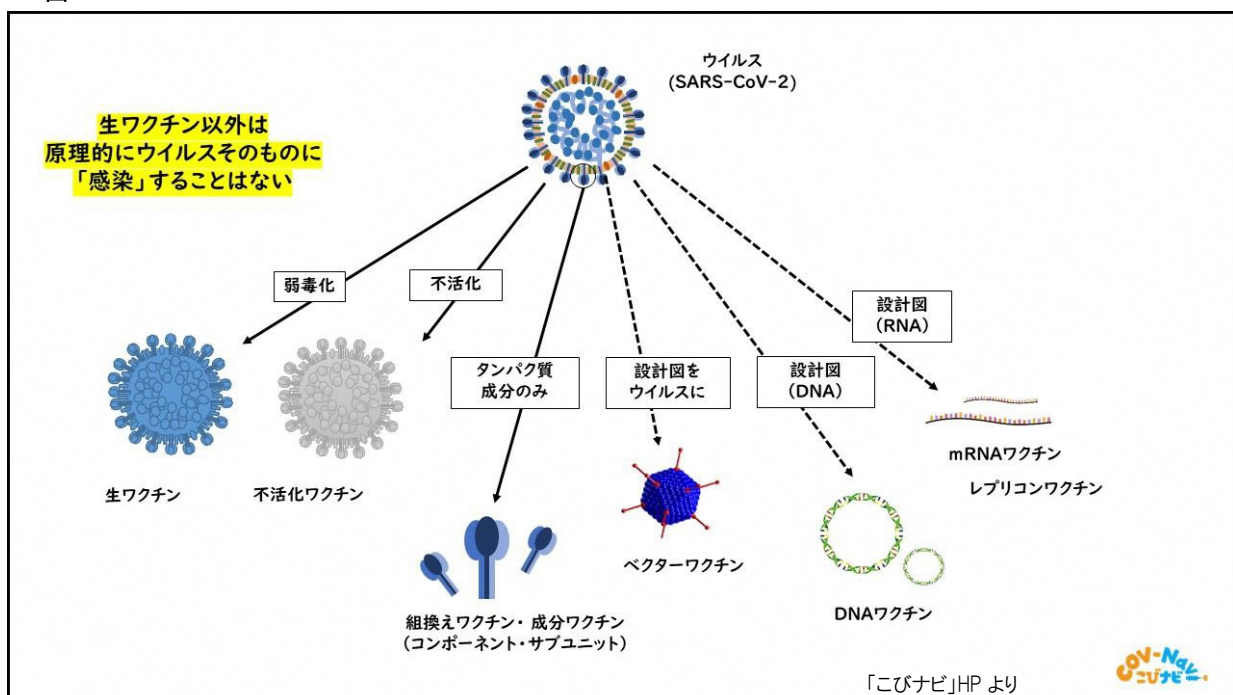 ウイルス
(SARS-CoV-2)
生ワクチン以外は
原理的にウイルスそのものに
「感染」することはない
弱毒化
不活化
タンパク質
成分のみ
設計図を
ウイルスに
設計図
(DNA)
設計図
(RNA)
生ワクチン
不活化ワクチン
組換えワクチン・成分ワクチン
(コンポーネント・サブユニット)
ベクターワクチン
DNAワクチン
mRNAワクチン
レプリコンワクチン
「こびナビ」HP より
COV-Navi
こびナビ